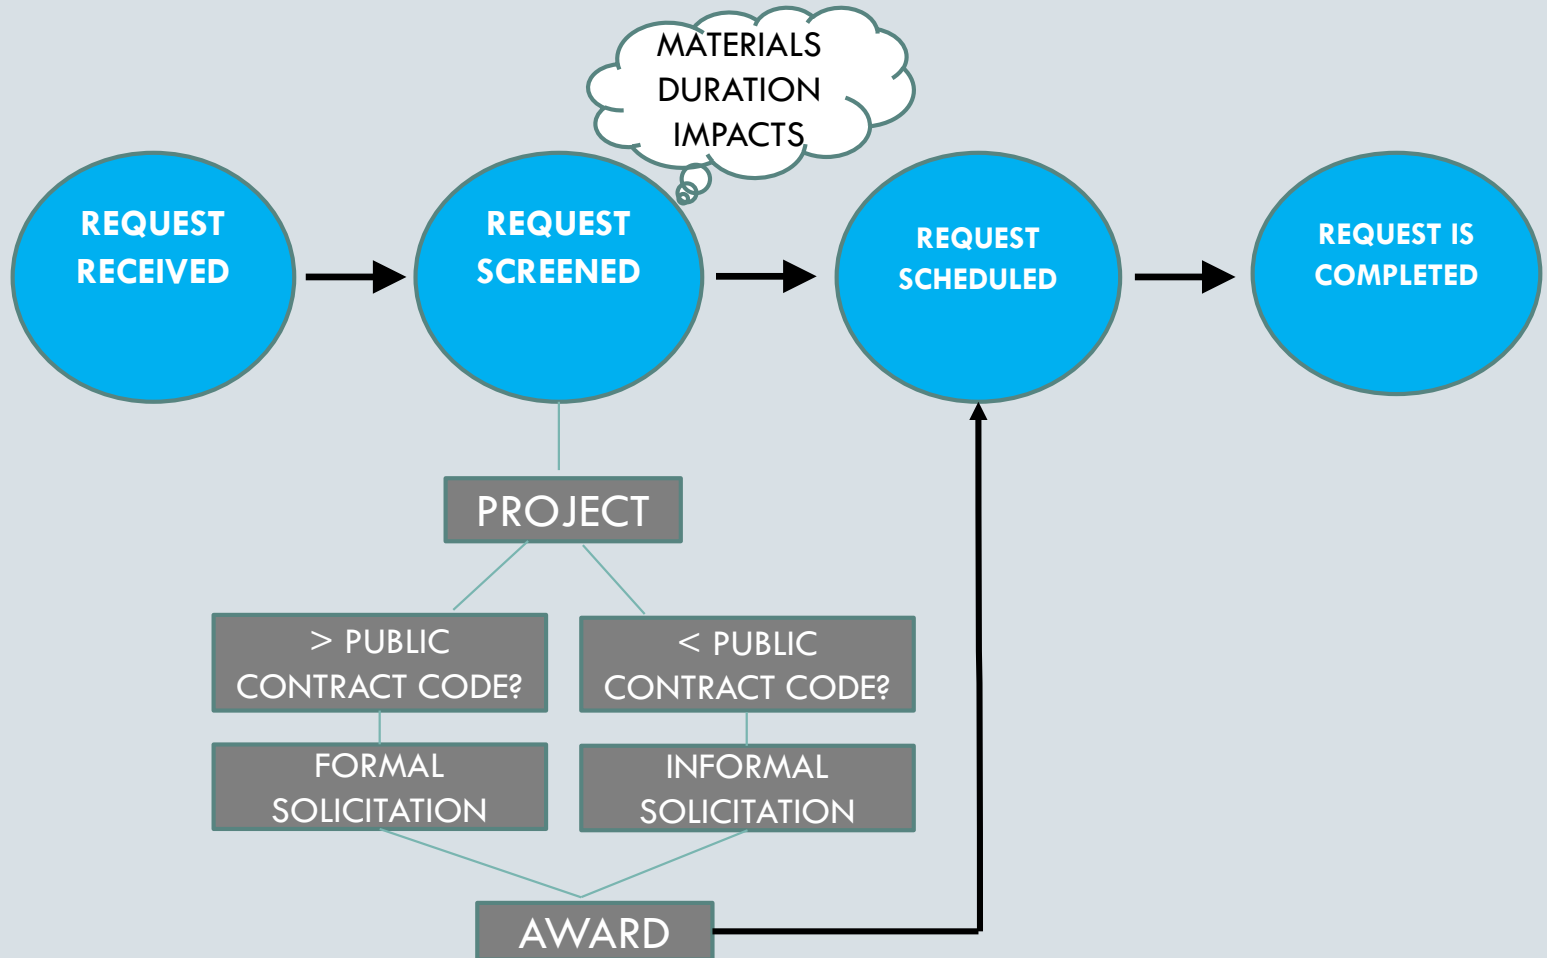 MATERIALS
DURATION
IMPACTS
REQUEST
RECEIVED
REQUEST
SCREENED
REQUEST
SCHEDULED
REQUEST IS
COMPLETED
PROJECT
> PUBLIC
CONTRACT CODE?
< PUBLIC
CONTRACT CODE?
FORMAL
SOLICITATION
INFORMAL
SOLICITATION
AWARD